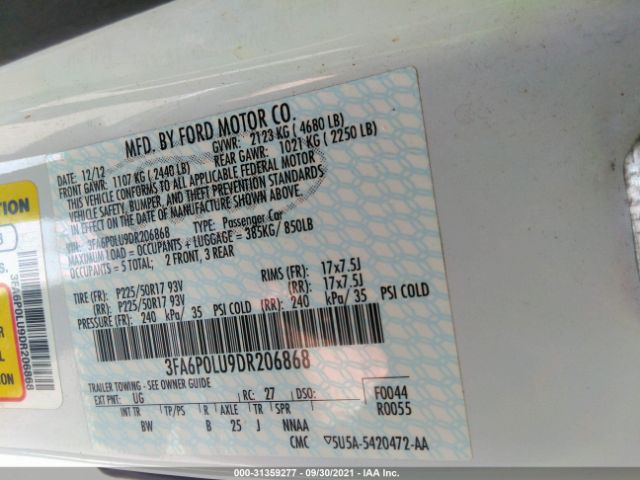 MFD. BY FORD MOTOR CO.
DATE: 12/12 GVWR: 2123 KG ( 4680 LB)
FRONT GAWR: 1107 KG ( 2440 LB) REAR GAWR: 1021 KG ( 2250 LB)
THIS VEHICLE CONFORMS TO ALL APPLICABLE FEDERAL MOTOR
VEHICLE SAFETY, BUMPER, AND THEFT PREVENTION STANDARDS
IN EFFECT ON THE DATE OF MANUFACTURE SHOWN ABOVE.
VIN: 3FA6P0LU9DR206868 TYPE: Passenger Car
MAXIMUM LOAD = OCCUPANTS + LUGGAGE = 385KG/850LB
OCCUPANTS = 5 TOTAL; 2 FRONT, 3 REAR
TIRE (FR): P225/50R17 93V RIMS (FR): 17x7.5J
(RR): P225/50R17 93V (RR): 17x7.5J
PRESSURE (FR): 240 kPa/ 35 PSI COLD (RR): 240 kPa/ 35 PSI COLD
3FA6P0LU9DR206868
TRAILER TOWING - SEE OWNER GUIDE
EXT PNT: UG RC: 27 DSO: F0044
R0055
INT TR TP/PS R AXLE TR SPR
BW B 25 J NNAA
CMC ▽5U5A-5420472-AA
TION
3
S.
3FA6P0LU9DR206868
000-31359277 - 09/30/2021 - IAA Inc.